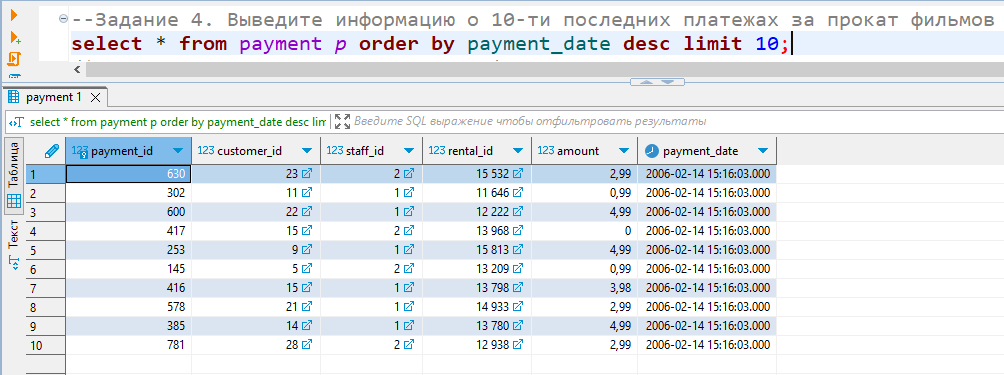 --Задание 4. Выведите информацию о 10-ти последних платежах за прокат фильмов
select * from payment p order by payment_date desc limit 10;
payment 1
select * from payment p order by payment_date desc lim
Введите SQL выражение чтобы отфильтровать результаты
Таблица
Текст
123 payment_id 123 customer_id 123 staff_id 123 rental_id 123 amount payment_date
1 630 23 2 15 532 2,99 2006-02-14 15:16:03.000
2 302 11 1 11 646 0,99 2006-02-14 15:16:03.000
3 600 22 1 12 222 4,99 2006-02-14 15:16:03.000
4 417 15 2 13 968 0 2006-02-14 15:16:03.000
5 253 9 1 15 813 4,99 2006-02-14 15:16:03.000
6 145 5 2 13 209 0,99 2006-02-14 15:16:03.000
7 416 15 1 13 798 3,98 2006-02-14 15:16:03.000
8 578 21 1 14 933 2,99 2006-02-14 15:16:03.000
9 385 14 1 13 780 4,99 2006-02-14 15:16:03.000
10 781 28 2 12 938 2,99 2006-02-14 15:16:03.000